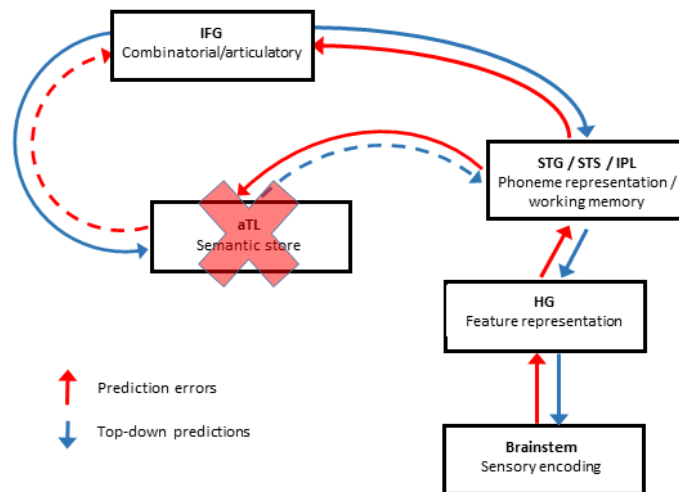 IFG
Combinatorial/articulatory
STG / STS / IPL
Phoneme representation /
working memory
aTL
Semantic store
HG
Feature representation
Prediction errors
Top-down predictions
Brainstem
Sensory encoding